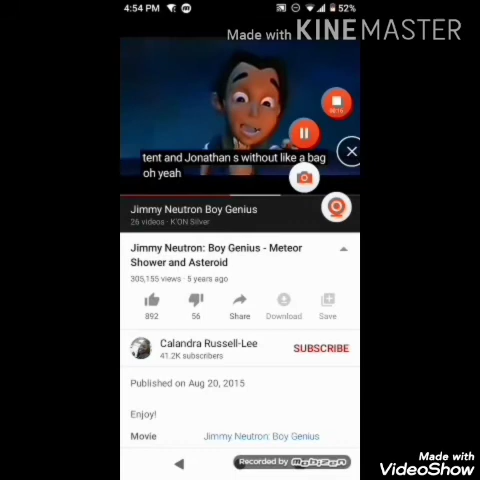 4:54 PM
52%
Made with KINEMASTER
00:16
tent and Jonathan s without like a bag
oh yeah
Jimmy Neutron Boy Genius
26 videos · K'ON Silver
Jimmy Neutron: Boy Genius - Meteor
Shower and Asteroid
305,155 views · 5 years ago
892
56
Share
Download
Save
Calandra Russell-Lee
41.2K subscribers
SUBSCRIBE
Published on Aug 20, 2015
Enjoy!
Movie
Jimmy Neutron: Boy Genius
Recorded by mobizen
Made with
VideoShow